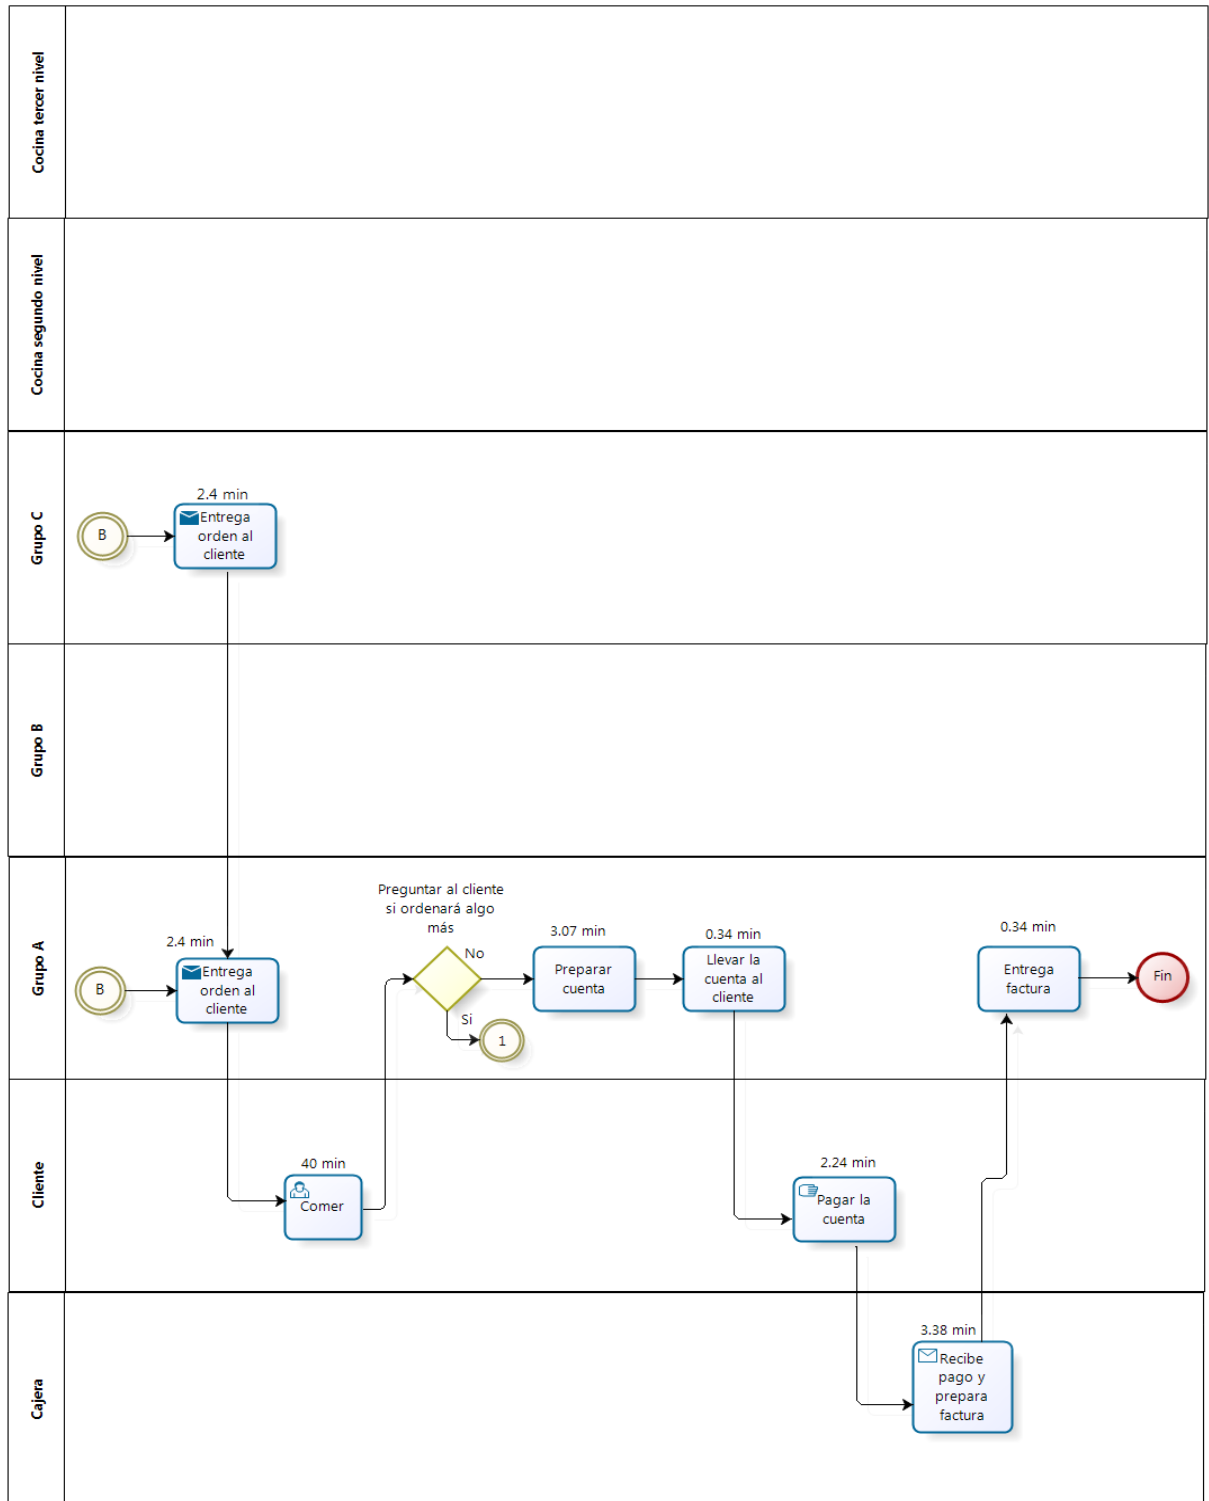 Cocina tercer nivel
Cocina segundo nivel
Grupo C
2.4 min
B
Entrega
orden al
cliente
Grupo B
Grupo A
Preguntar al cliente
si ordenará algo
más
2.4 min
B
Entrega
orden al
cliente
No
Si
1
3.07 min
Preparar
cuenta
0.34 min
Llevar la
cuenta al
cliente
0.34 min
Entrega
factura
Fin
Cliente
40 min
Comer
2.24 min
Pagar la
cuenta
Cajera
3.38 min
Recibe
pago y
prepara
factura